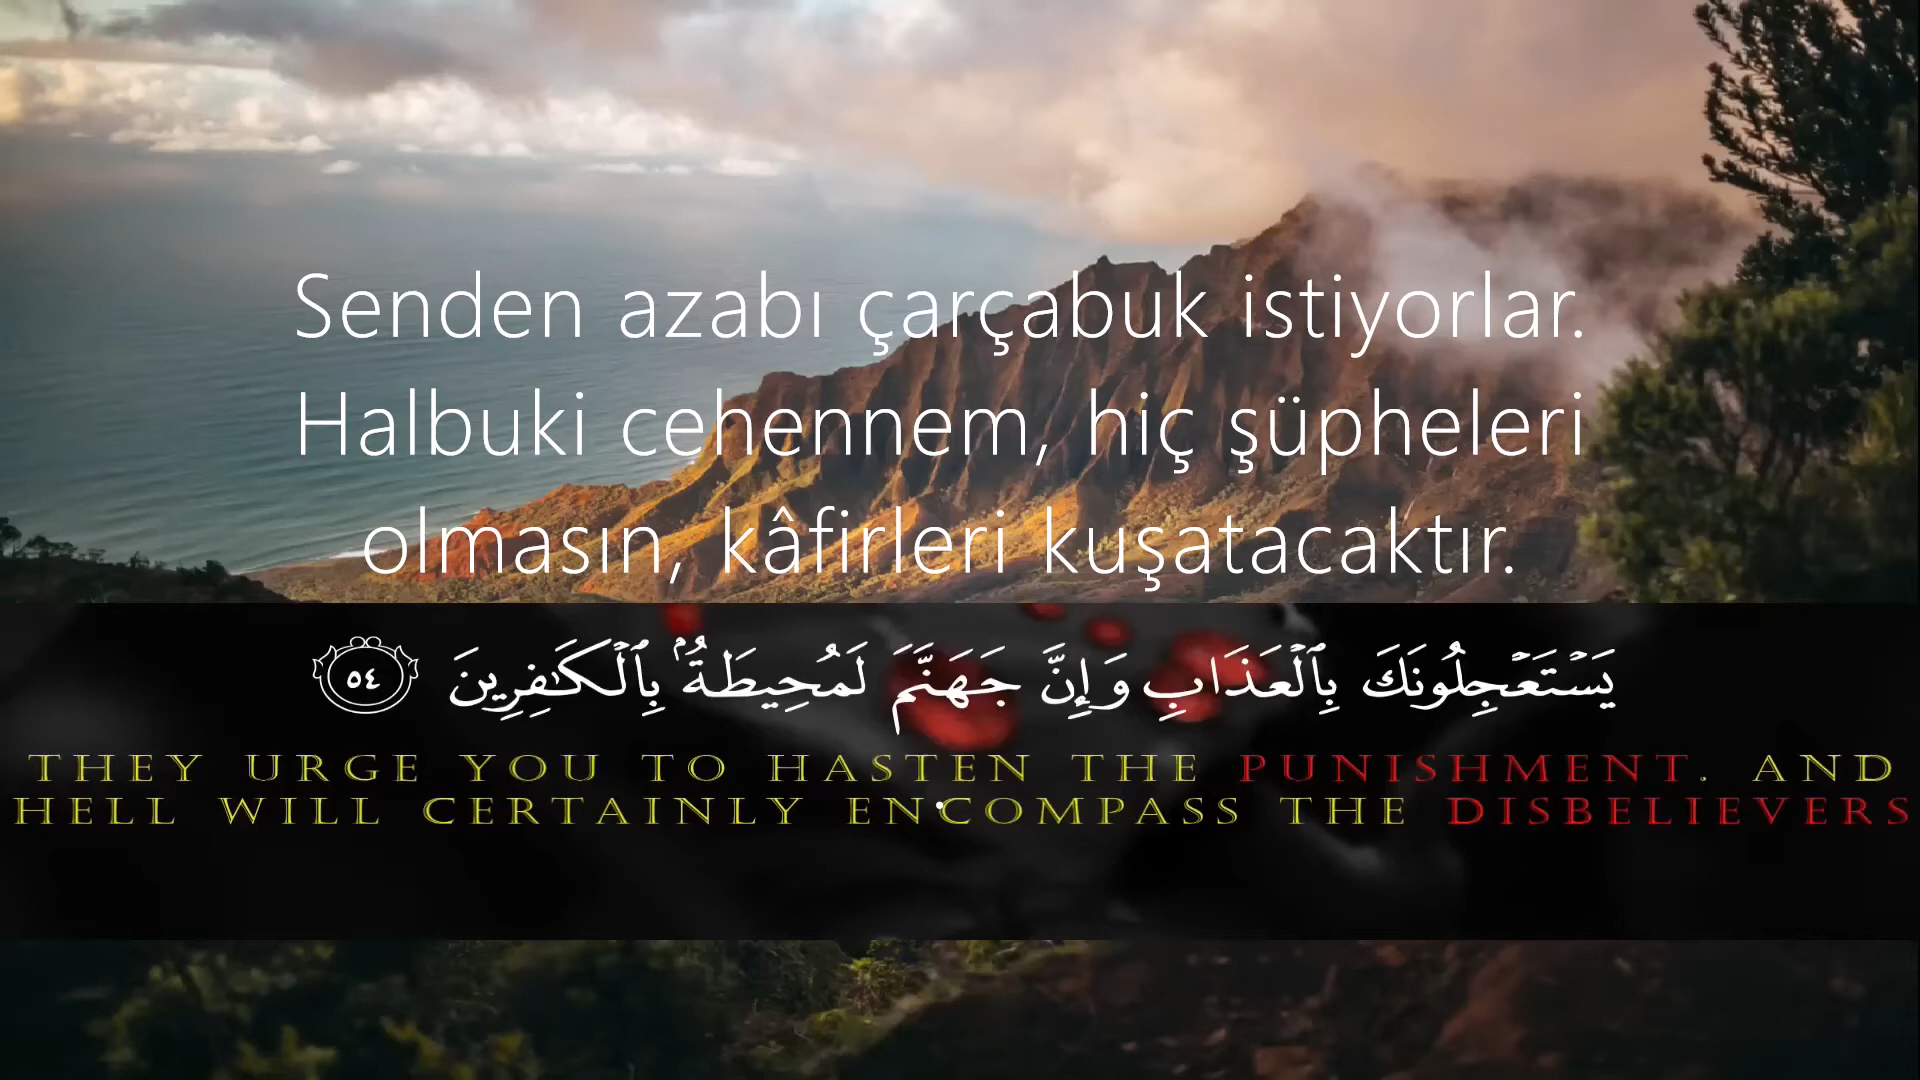 Senden azabı çarçabuk istiyorlar.
Halbuki cehennem, hiç şüpheleri
olmasın, kâfirleri kuşatacaktır.
يَسۡتَعۡجِلُونَكَ بِٱلۡعَذَابِ وَإِنَّ جَهَنَّمَ لَمُحِيطَةُۢ بِٱلۡكَٰفِرِينَ ٥٤
THEY URGE YOU TO HASTEN THE PUNISHMENT. AND
HELL WILL CERTAINLY ENCOMPASS THE DISBELIEVERS